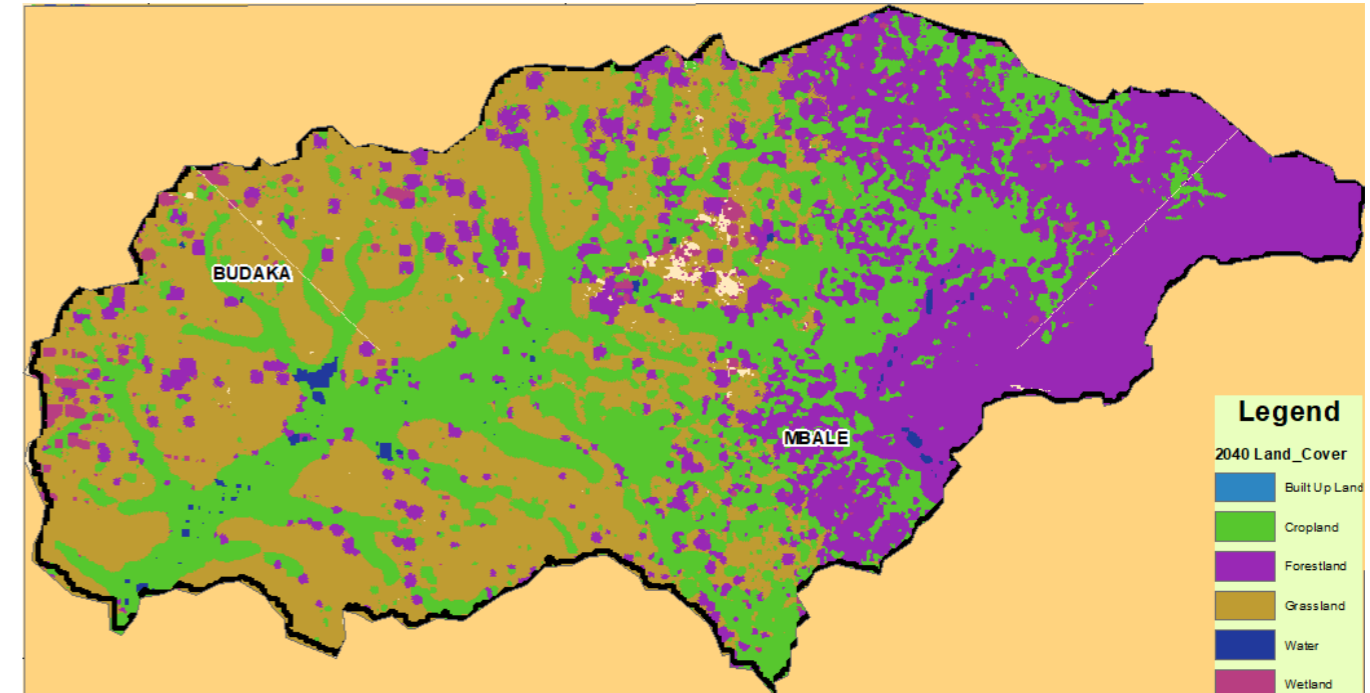 BUDAKA
MBALE
Legend
2040 Land_Cover
Built Up Land
Cropland
Forestland
Grassland
Water
Wetland